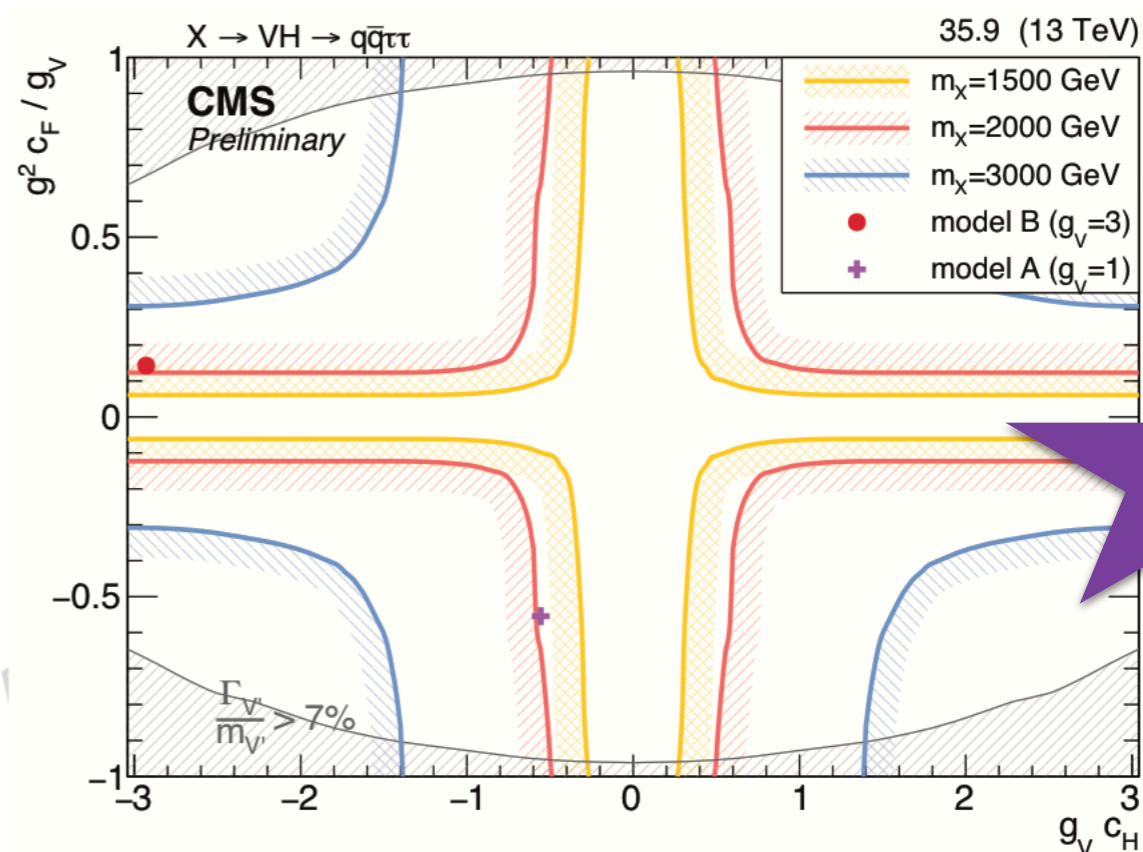 X → VH → qq̅ττ
35.9 (13 TeV)
CMS
Preliminary
m_X=1500 GeV
m_X=2000 GeV
m_X=3000 GeV
model B (g_V=3)
model A (g_V=1)
g² c_F / g_V
1
0.5
0
−0.5
−1
Γ_V'
m_V'
> 7%
−3 −2 −1 0 1 2 3
g_V c_H